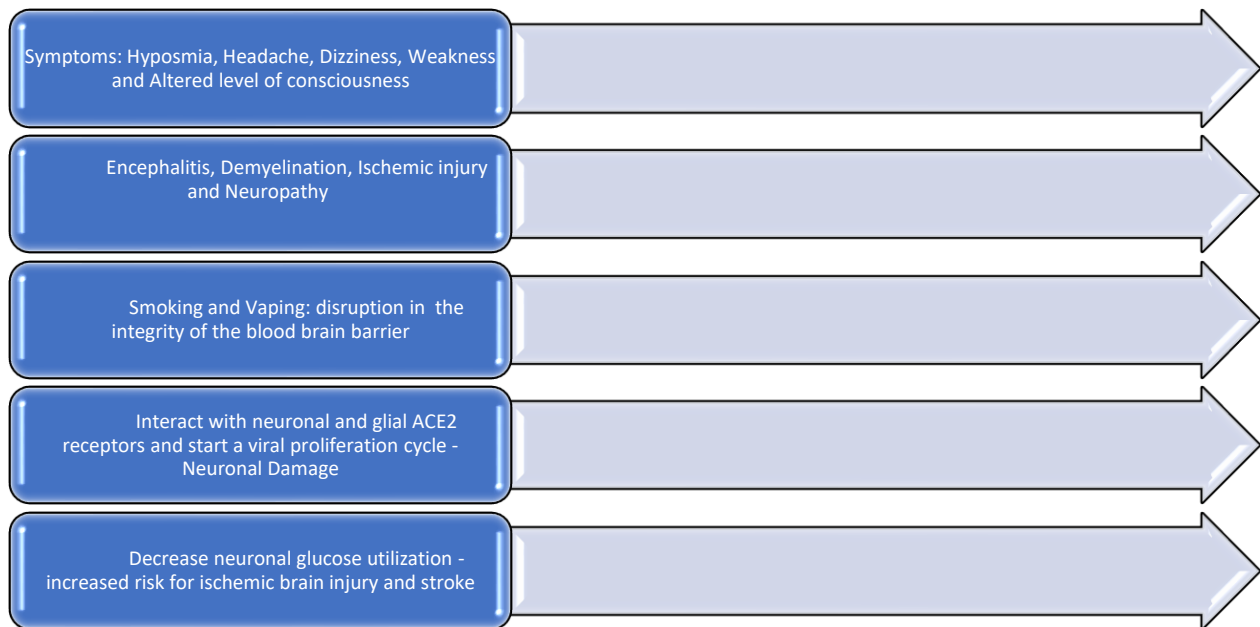 Symptoms: Hyposmia, Headache, Dizziness, Weakness
and Altered level of consciousness
Encephalitis, Demyelination, Ischemic injury
and Neuropathy
Smoking and Vaping: disruption in the
integrity of the blood brain barrier
Interact with neuronal and glial ACE2
receptors and start a viral proliferation cycle -
Neuronal Damage
Decrease neuronal glucose utilization -
increased risk for ischemic brain injury and stroke